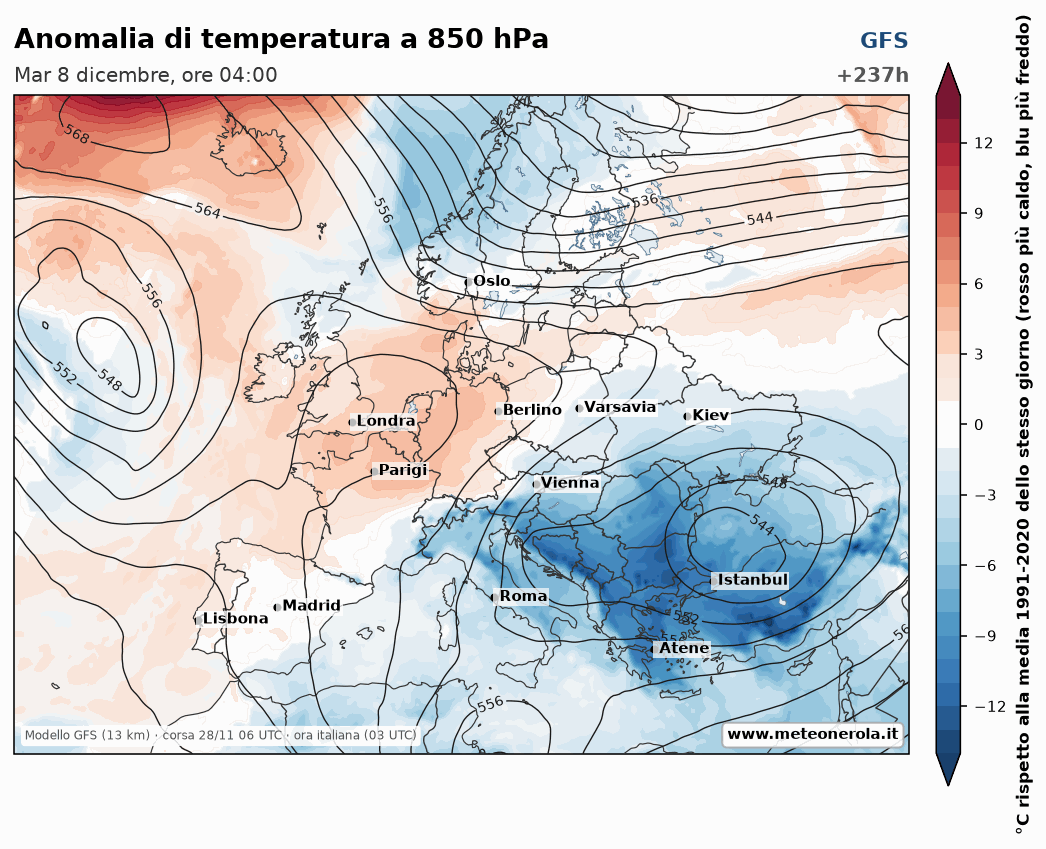 Anomalia di temperatura a 850 hPa
GFS
Mar 8 dicembre, ore 04:00
+237h
568
564
556
536
544
556
552
548
Oslo
Londra
Berlino
Varsavia
Kiev
Parigi
Vienna
548
544
Istanbul
Roma
Madrid
Lisbona
552
Atene
556
Modello GFS (13 km) · corsa 28/11 06 UTC · ora italiana (03 UTC)
www.meteonerola.it
12
9
6
3
0
−3
−6
−9
−12
°C rispetto alla media 1991-2020 dello stesso giorno (rosso più caldo, blu più freddo)